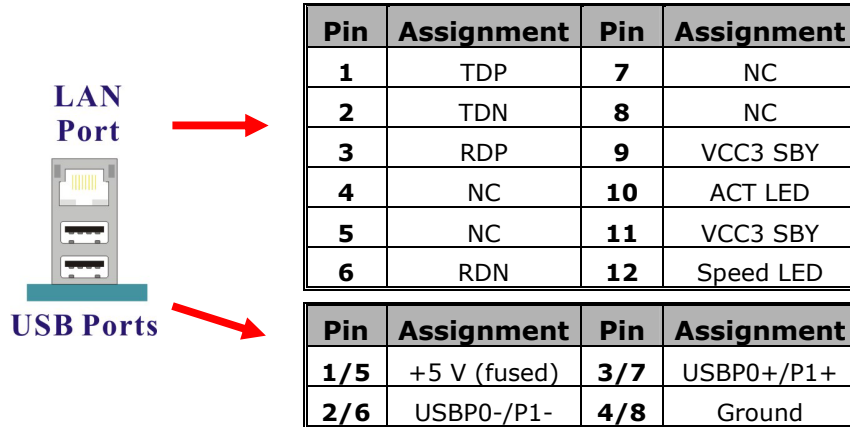 LAN
Port
USB Ports
Pin Assignment Pin Assignment
1 TDP 7 NC
2 TDN 8 NC
3 RDP 9 VCC3 SBY
4 NC 10 ACT LED
5 NC 11 VCC3 SBY
6 RDN 12 Speed LED
Pin Assignment Pin Assignment
1/5 +5 V (fused) 3/7 USBP0+/P1+
2/6 USBP0-/P1- 4/8 Ground